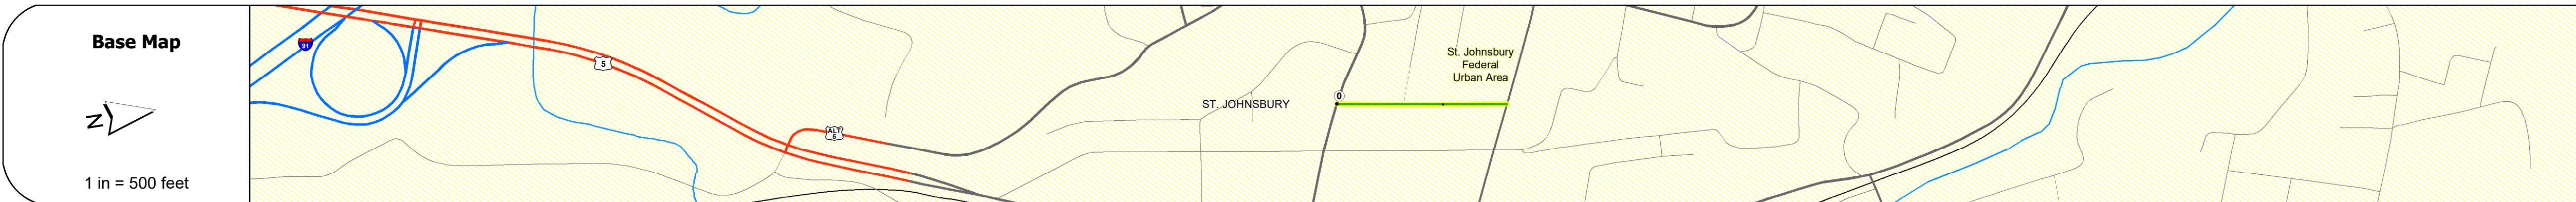 Base Map
N
1 in = 500 feet
91
5
ALT
5
ST. JOHNSBURY
0
St. Johnsbury
Federal
Urban Area